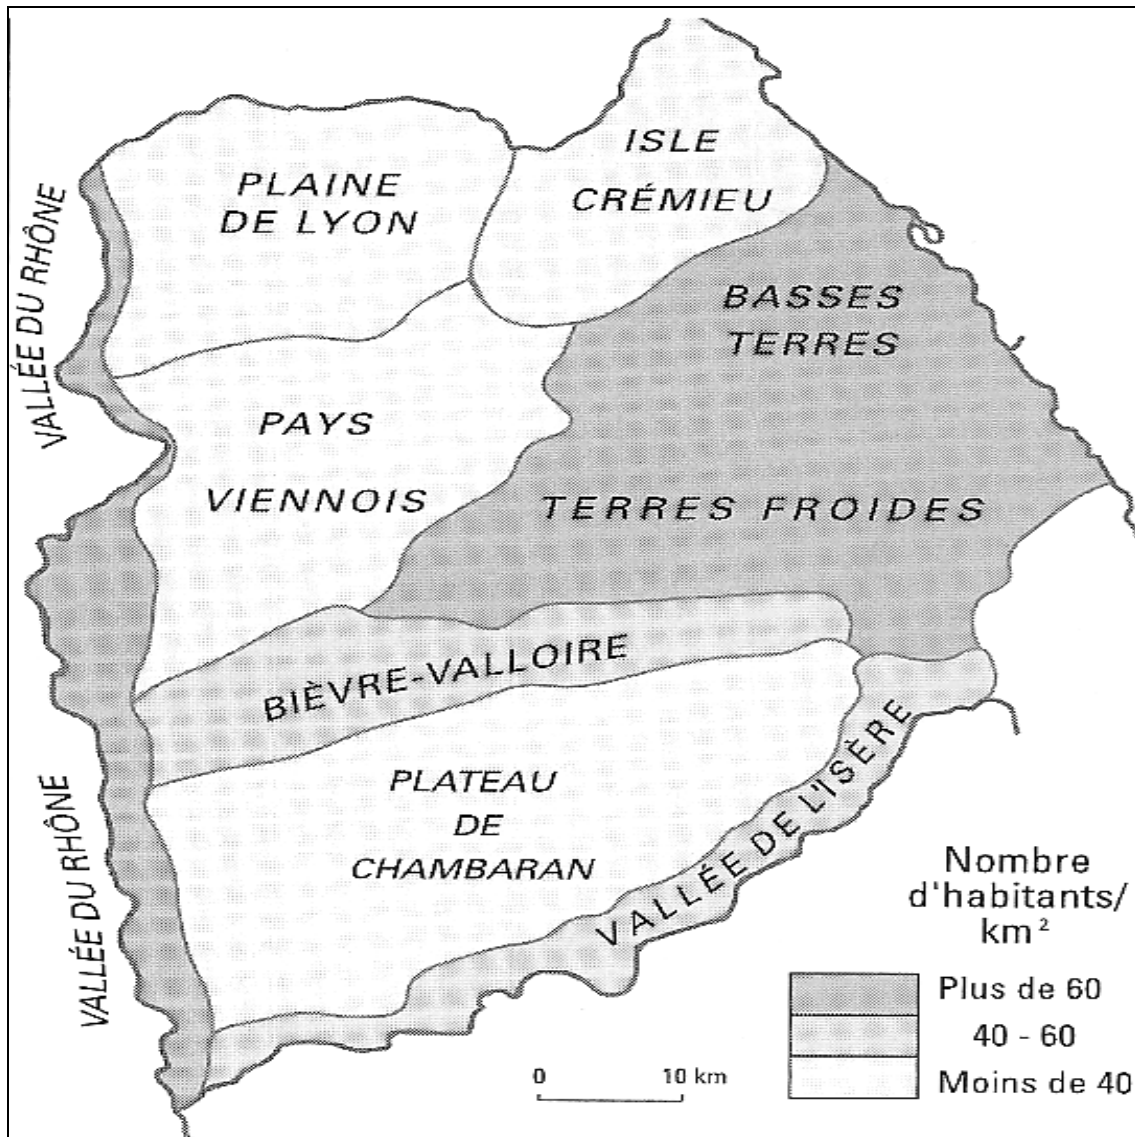 ISLE
CRÉMIEU
PLAINE
DE LYON
VALLÉE DU RHÔNE
BASSES
TERRES
PAYS
VIENNOIS
TERRES FROIDES
BIÈVRE-VALLOIRE
PLATEAU
DE
CHAMBARAN
VALLÉE DE L'ISÈRE
VALLÉE DU RHÔNE
Nombre
d'habitants/
km²
Plus de 60
40 - 60
Moins de 40
0 10 km